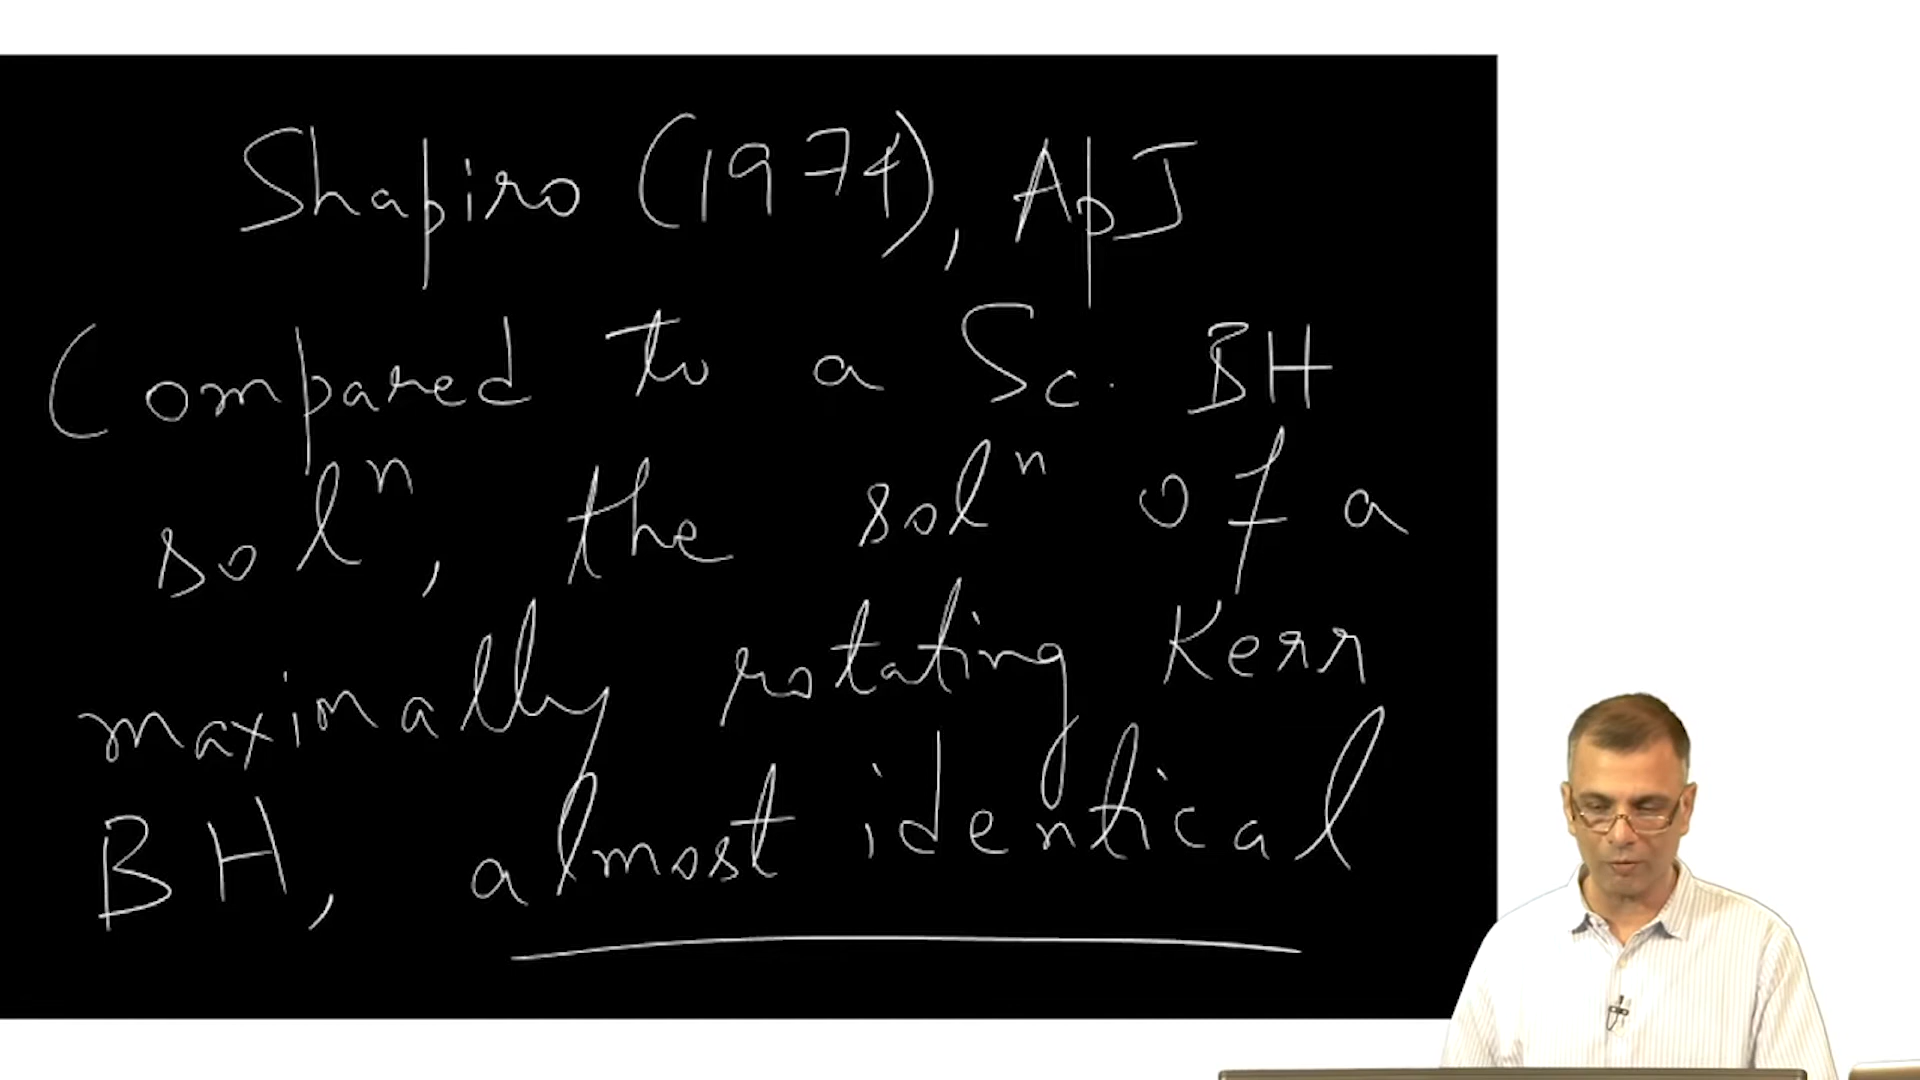 Shapiro (1974), ApJ
Compared to a Sc. BH
solⁿ, the solⁿ of a
maximally rotating Kerr
BH, almost identical